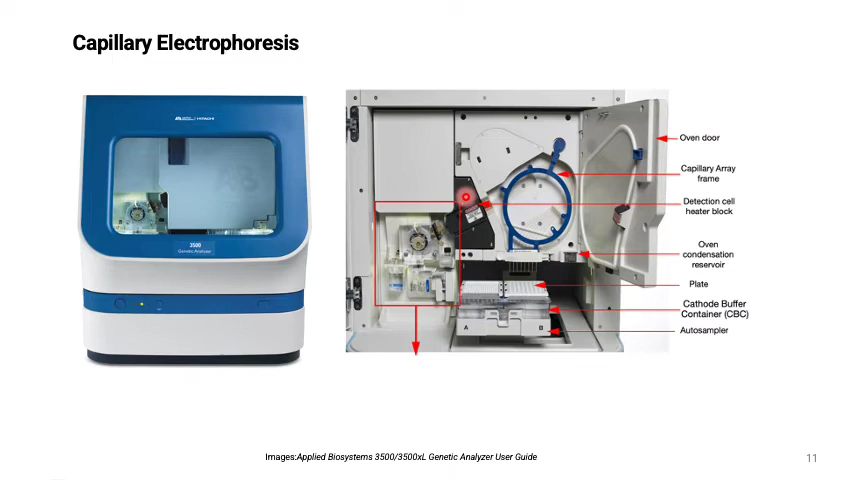 Capillary Electrophoresis
HITACHI
3500
Genetic Analyzer
Oven door
Capillary Array
frame
Detection cell
heater block
Oven
condensation
reservoir
Plate
Cathode Buffer
Container (CBC)
Autosampler
A
B
Images:Applied Biosystems 3500/3500xL Genetic Analyzer User Guide
11